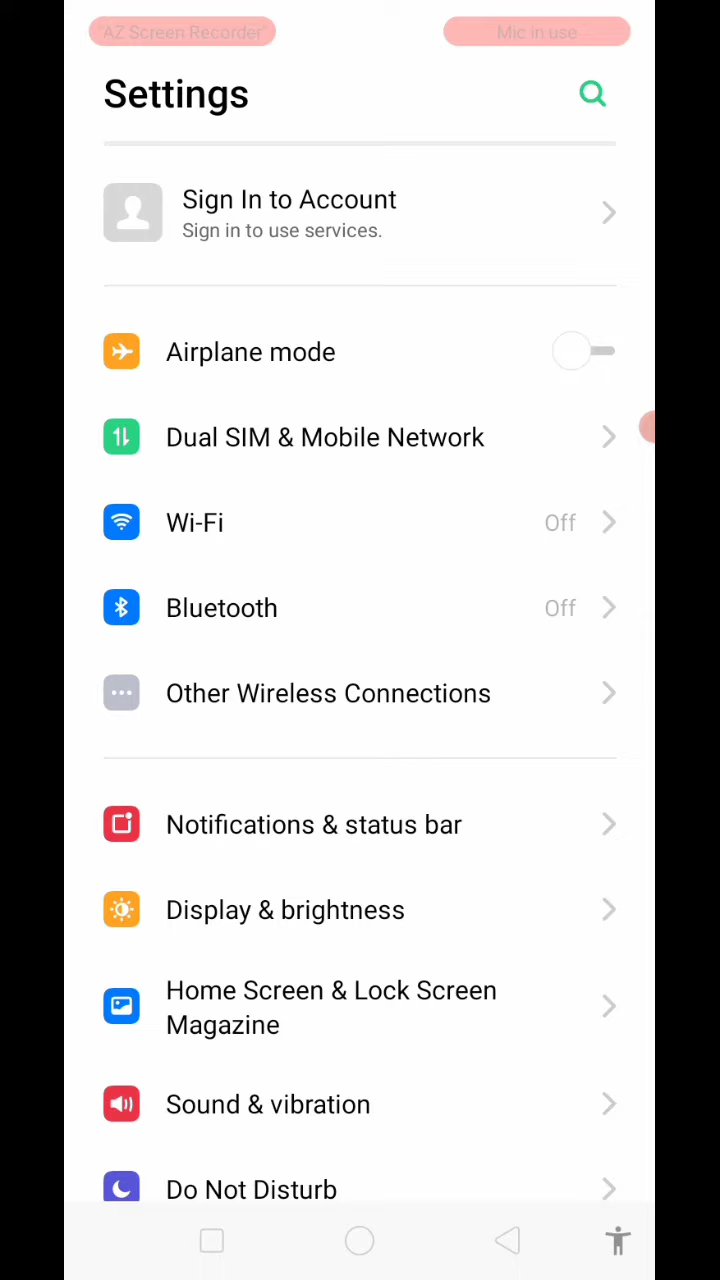 "AZ Screen Recorder"
Mic in use
Settings
Sign In to Account
Sign in to use services.
Airplane mode
Dual SIM & Mobile Network
Wi-Fi
Off
Bluetooth
Off
Other Wireless Connections
Notifications & status bar
Display & brightness
Home Screen & Lock Screen
Magazine
Sound & vibration
Do Not Disturb